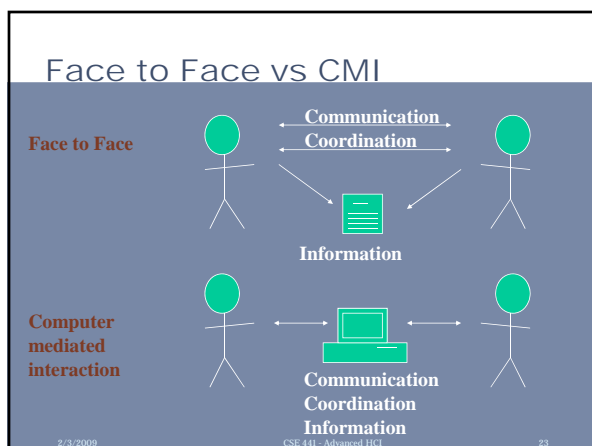 Face to Face vs CMI
Communication
Face to Face
Coordination
Information
Computer
mediated
interaction
Communication
Coordination
Information
2/3/2009
CSE 441 - Advanced HCI
23